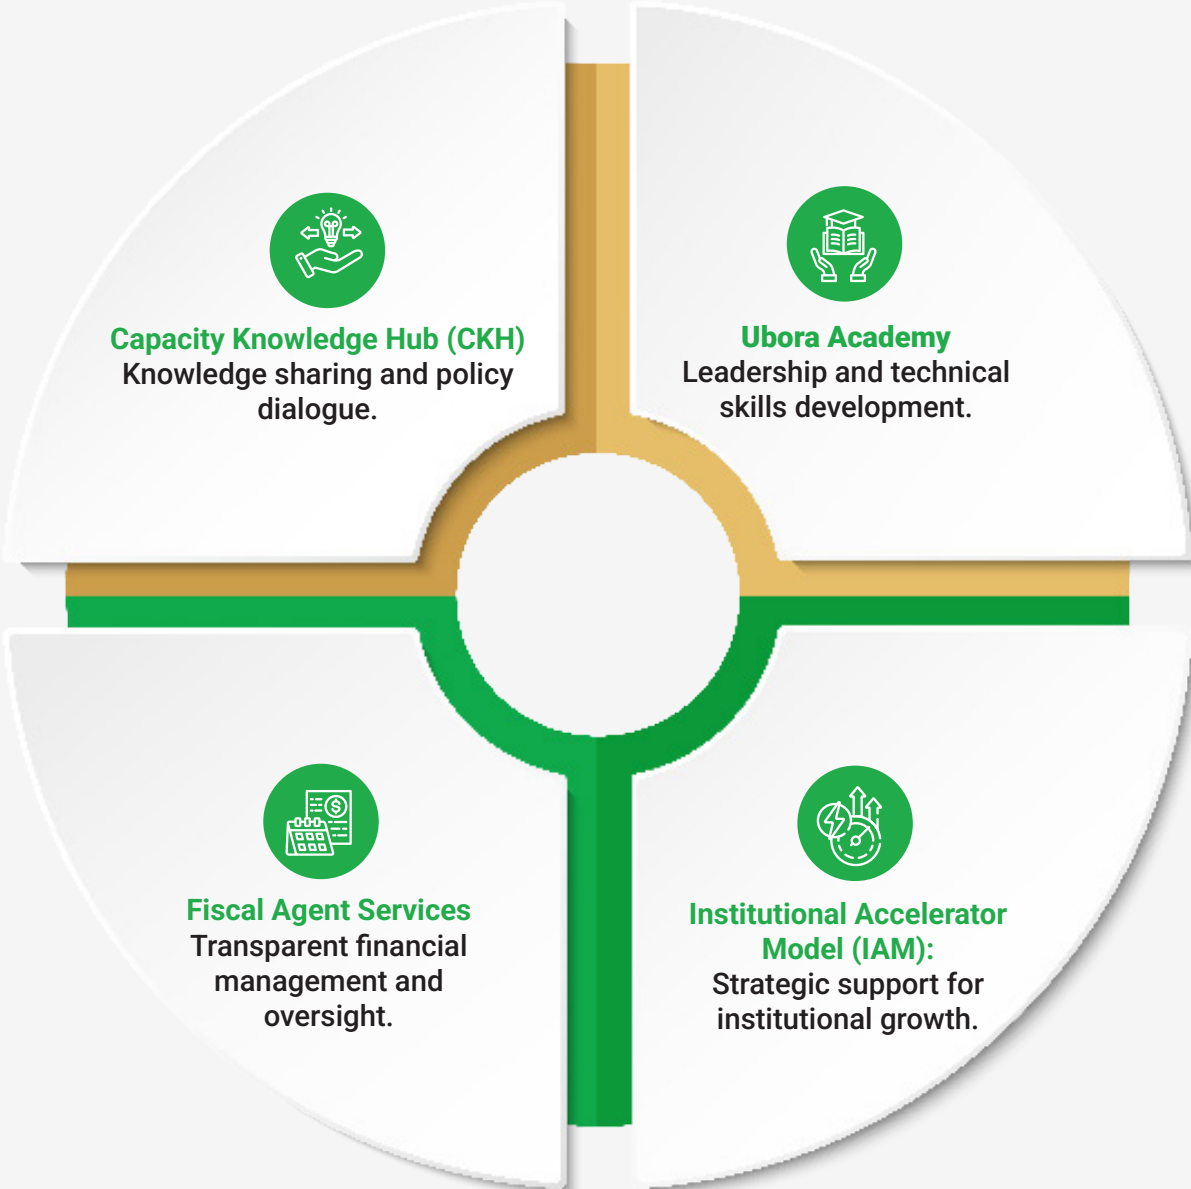 Capacity Knowledge Hub (CKH)
Knowledge sharing and policy
dialogue.
Ubora Academy
Leadership and technical
skills development.
Fiscal Agent Services
Transparent financial
management and
oversight.
Institutional Accelerator
Model (IAM):
Strategic support for
institutional growth.